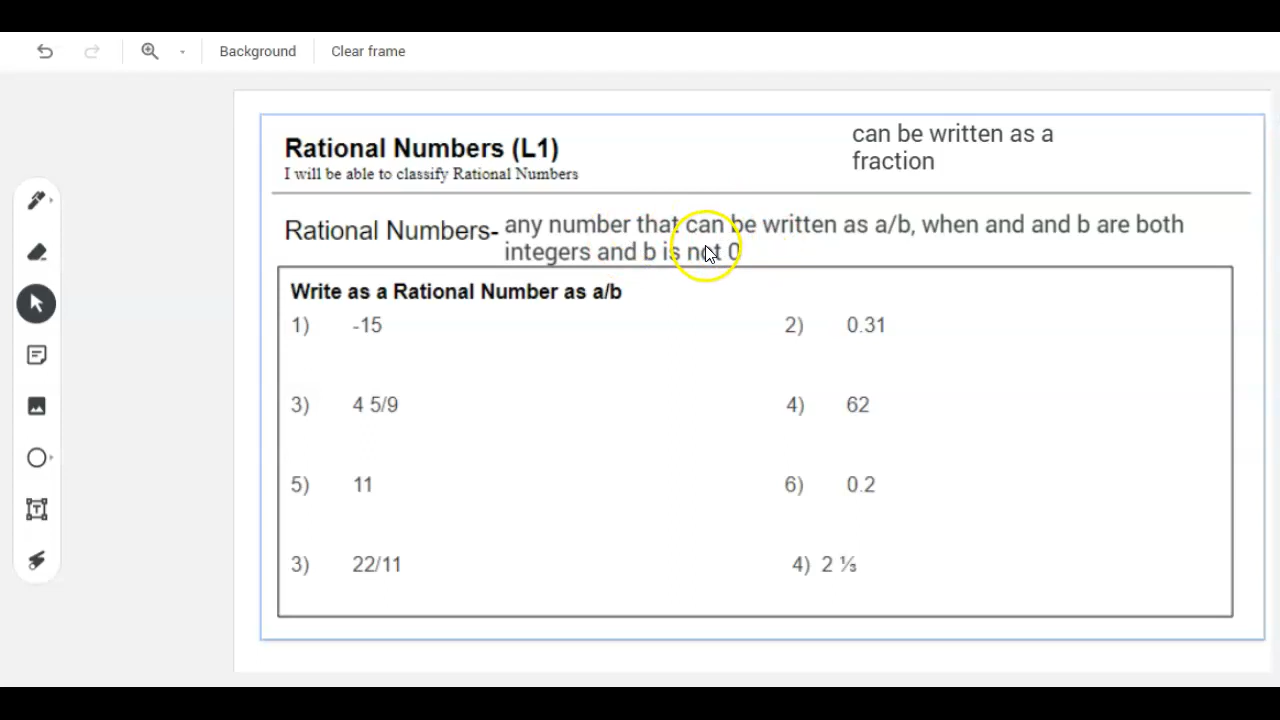 Background Clear frame
Rational Numbers (L1)
I will be able to classify Rational Numbers
can be written as a
fraction
Rational Numbers- any number that can be written as a/b, when and and b are both
integers and b is not 0
Write as a Rational Number as a/b
1) -15 2) 0.31
3) 4 5/9 4) 62
5) 11 6) 0.2
3) 22/11 4) 2 ⅓